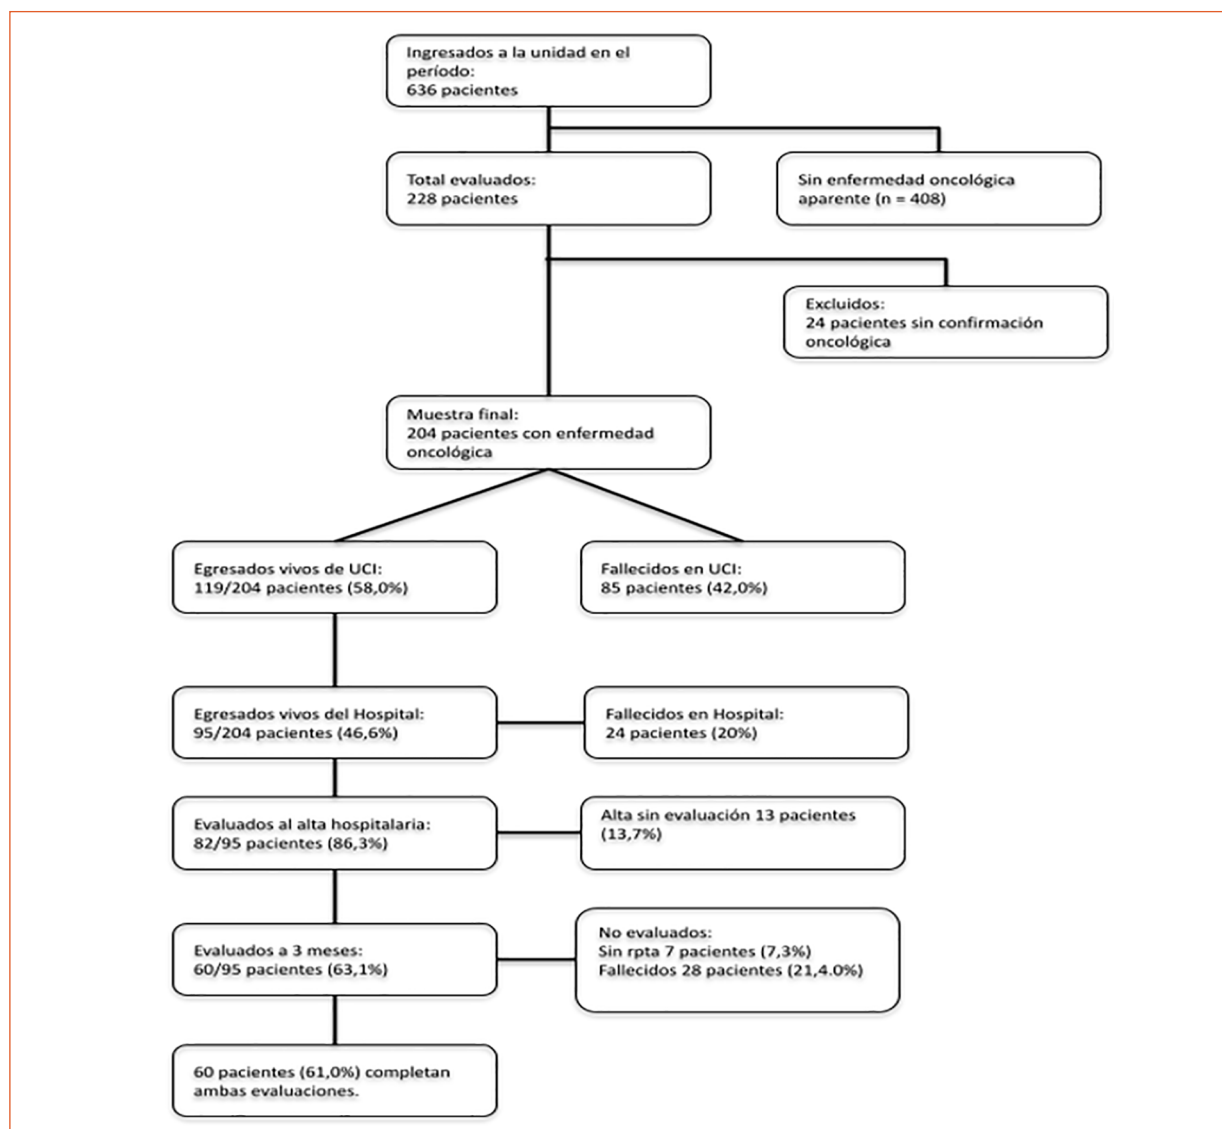 Ingresados a la unidad en el
período:
636 pacientes
Total evaluados:
228 pacientes
Sin enfermedad oncológica
aparente (n = 408)
Excluidos:
24 pacientes sin confirmación
oncológica
Muestra final:
204 pacientes con enfermedad
oncológica
Egresados vivos de UCI:
119/204 pacientes (58,0%)
Fallecidos en UCI:
85 pacientes (42,0%)
Egresados vivos del Hospital:
95/204 pacientes (46,6%)
Fallecidos en Hospital:
24 pacientes (20%)
Evaluados al alta hospitalaria:
82/95 pacientes (86,3%)
Alta sin evaluación 13 pacientes
(13,7%)
Evaluados a 3 meses:
60/95 pacientes (63,1%)
No evaluados:
Sin rpta 7 pacientes (7,3%)
Fallecidos 28 pacientes (21,4.0%)
60 pacientes (61,0%) completan
ambas evaluaciones.